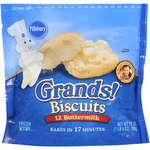 Pillsbury
Grands!
Biscuits
12 Buttermilk
BAKES IN 17 MINUTES